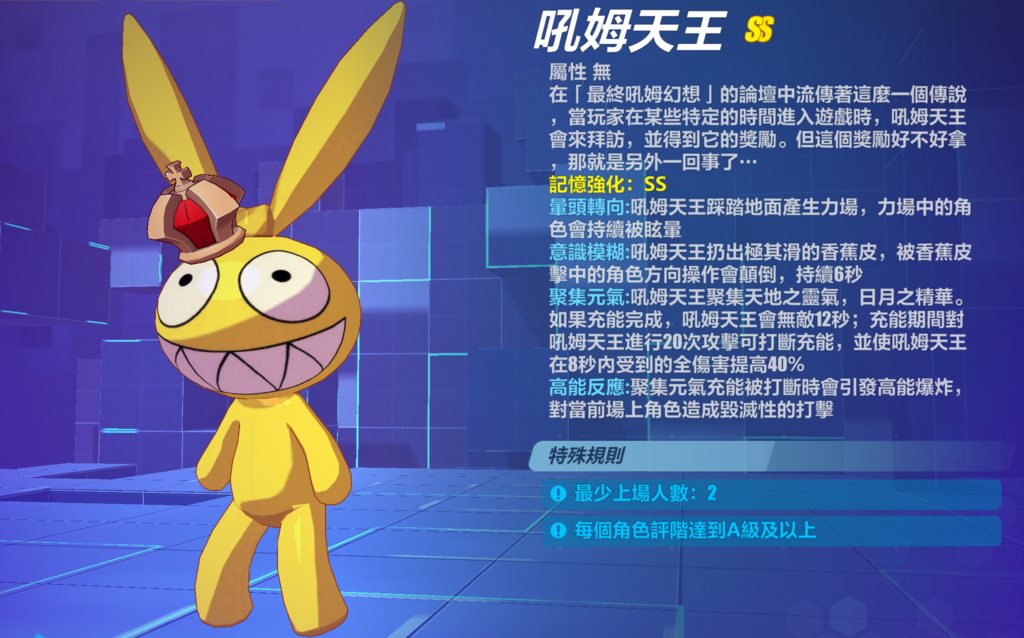 吼姆天王 SS
屬性 無
在「最終吼姆幻想」的論壇中流傳著這麼一個傳說
，當玩家在某些特定的時間進入遊戲時，吼姆天王
會來拜訪，並得到它的獎勵。但這個獎勵好不好拿
，那就是另外一回事了…
記憶強化：SS
暈頭轉向:吼姆天王踩踏地面產生力場，力場中的角
色會持續被眩暈
意識模糊:吼姆天王扔出極其滑的香蕉皮，被香蕉皮
擊中的角色方向操作會顛倒，持續6秒
聚集元氣:吼姆天王聚集天地之靈氣，日月之精華。
如果充能完成，吼姆天王會無敵12秒；充能期間對
吼姆天王進行20次攻擊可打斷充能，並使吼姆天王
在8秒內受到的全傷害提高40%
高能反應:聚集元氣充能被打斷時會引發高能爆炸，
對當前場上角色造成毀滅性的打擊
特殊規則
最少上場人數：2
每個角色評階達到A級及以上